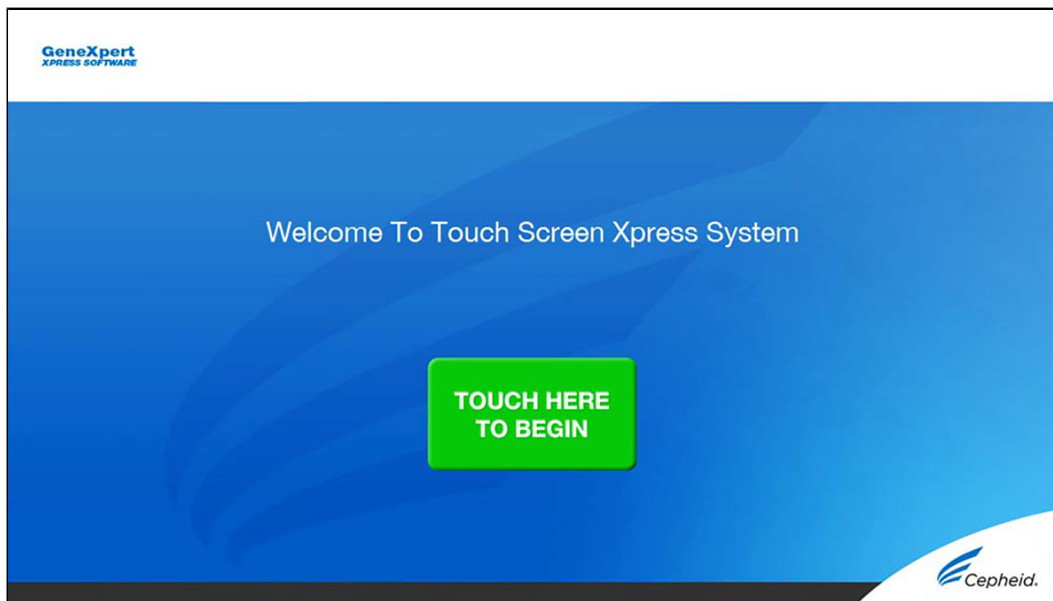 GeneXpert
XPRESS SOFTWARE
Welcome To Touch Screen Xpress System
TOUCH HERE
TO BEGIN
Cepheid.